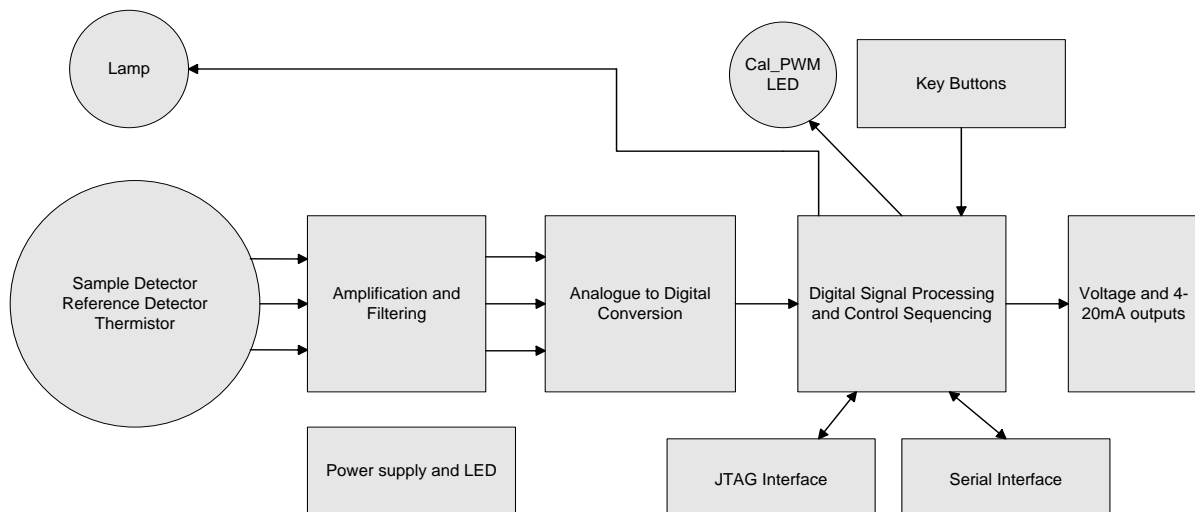 Lamp
Cal_PWM
LED
Key Buttons
Sample Detector
Reference Detector
Thermistor
Amplification and
Filtering
Analogue to Digital
Conversion
Digital Signal Processing
and Control Sequencing
Voltage and 4-
20mA outputs
Power supply and LED
JTAG Interface
Serial Interface